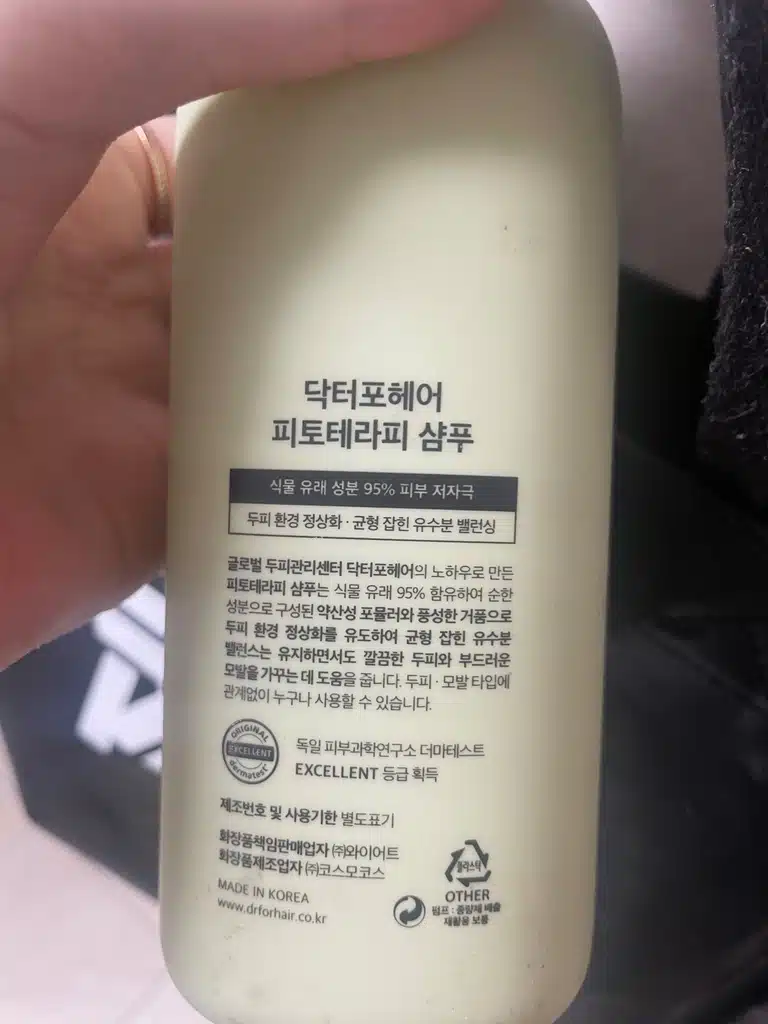 닥터포헤어
피토테라피 샴푸
식물 유래 성분 95% 피부 저자극
두피 환경 정상화 · 균형 잡힌 유수분 밸런싱
글로벌 두피관리센터 닥터포헤어의 노하우로 만든
피토테라피 샴푸는 식물 유래 95% 함유하여 순한
성분으로 구성된 약산성 포뮬러와 풍성한 거품으로
두피 환경 정상화를 유도하여 균형 잡힌 유수분
밸런스는 유지하면서도 깔끔한 두피와 부드러운
모발을 가꾸는 데 도움을 줍니다. 두피 · 모발 타입에
관계없이 누구나 사용할 수 있습니다.
ORIGINAL
EXCELLENT
dermatest
독일 피부과학연구소 더마테스트
EXCELLENT 등급 획득
제조번호 및 사용기한 별도표기
화장품책임판매업자 ㈜와이어트
화장품제조업자 ㈜코스모코스
MADE IN KOREA
www.drforhair.co.kr
플라스틱
OTHER
펌프 : 중량제 배출
재활용 보통